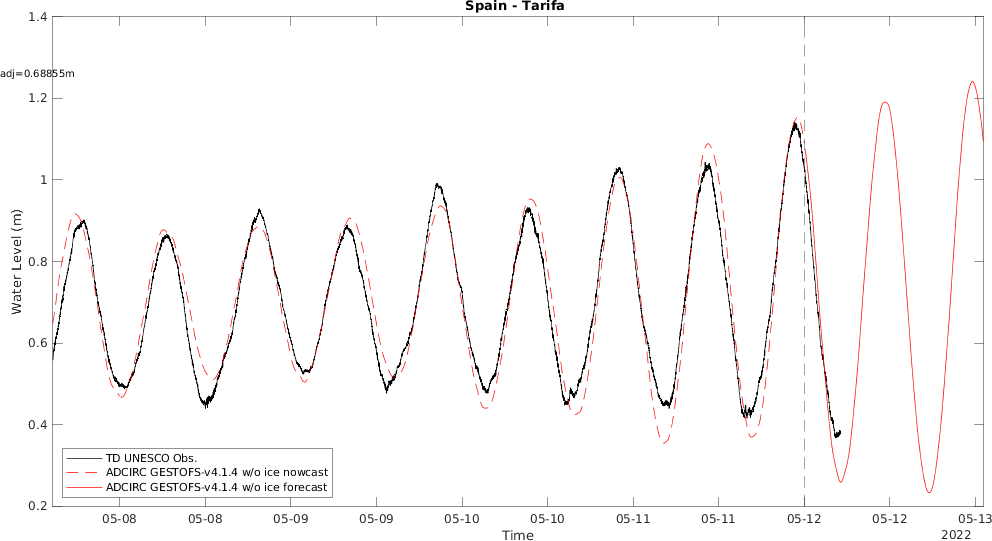 Spain - Tarifa
1.4
adj=0.68855m
1.2
1
0.8
0.6
0.4
0.2
Water Level (m)
TD UNESCO Obs.
ADCIRC GESTOFS-v4.1.4 w/o ice nowcast
ADCIRC GESTOFS-v4.1.4 w/o ice forecast
05-08 05-08 05-09 05-09 05-10 05-10 05-11 05-11 05-12 05-12 05-13
Time
2022